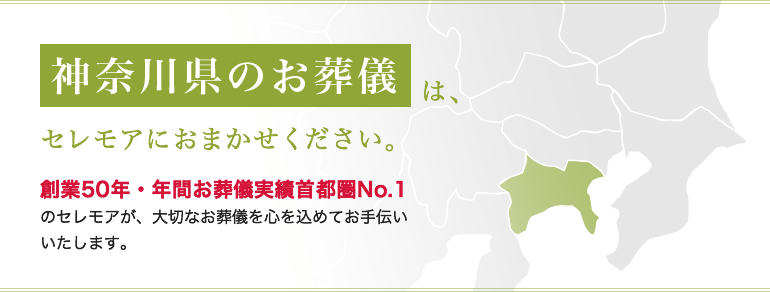 神奈川県のお葬儀は、
セレモアにおまかせください。
創業50年・年間お葬儀実績首都圏No.1
のセレモアが、大切なお葬儀を心を込めてお手伝い
いたします。